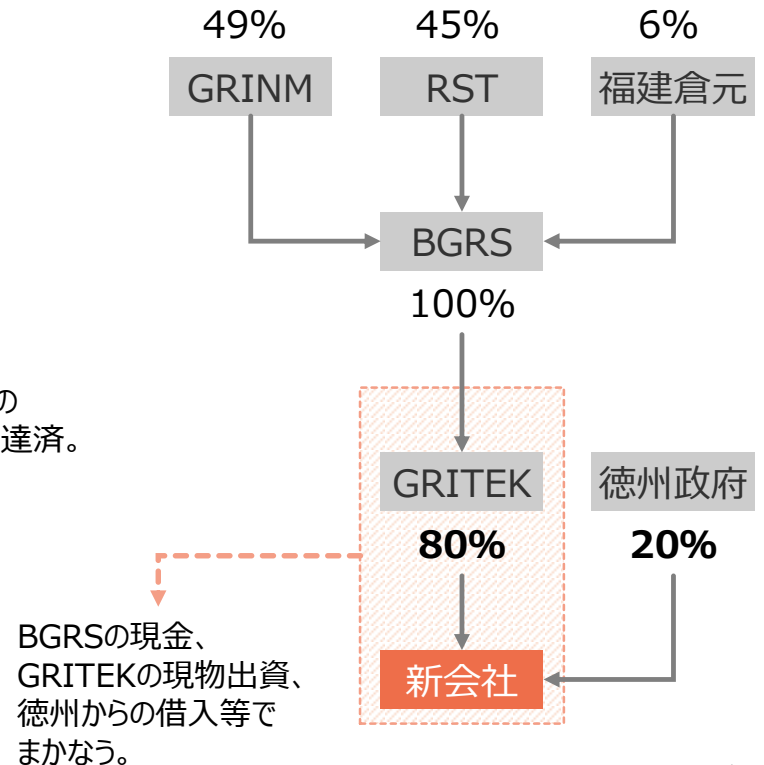 49% 45% 6%
GRINM RST 福建倉元
BGRS
100%
の
達済。
GRITEK 徳州政府
80% 20%
BGRSの現金、
GRITEKの現物出資、
徳州からの借入等で
まかなう。
新会社